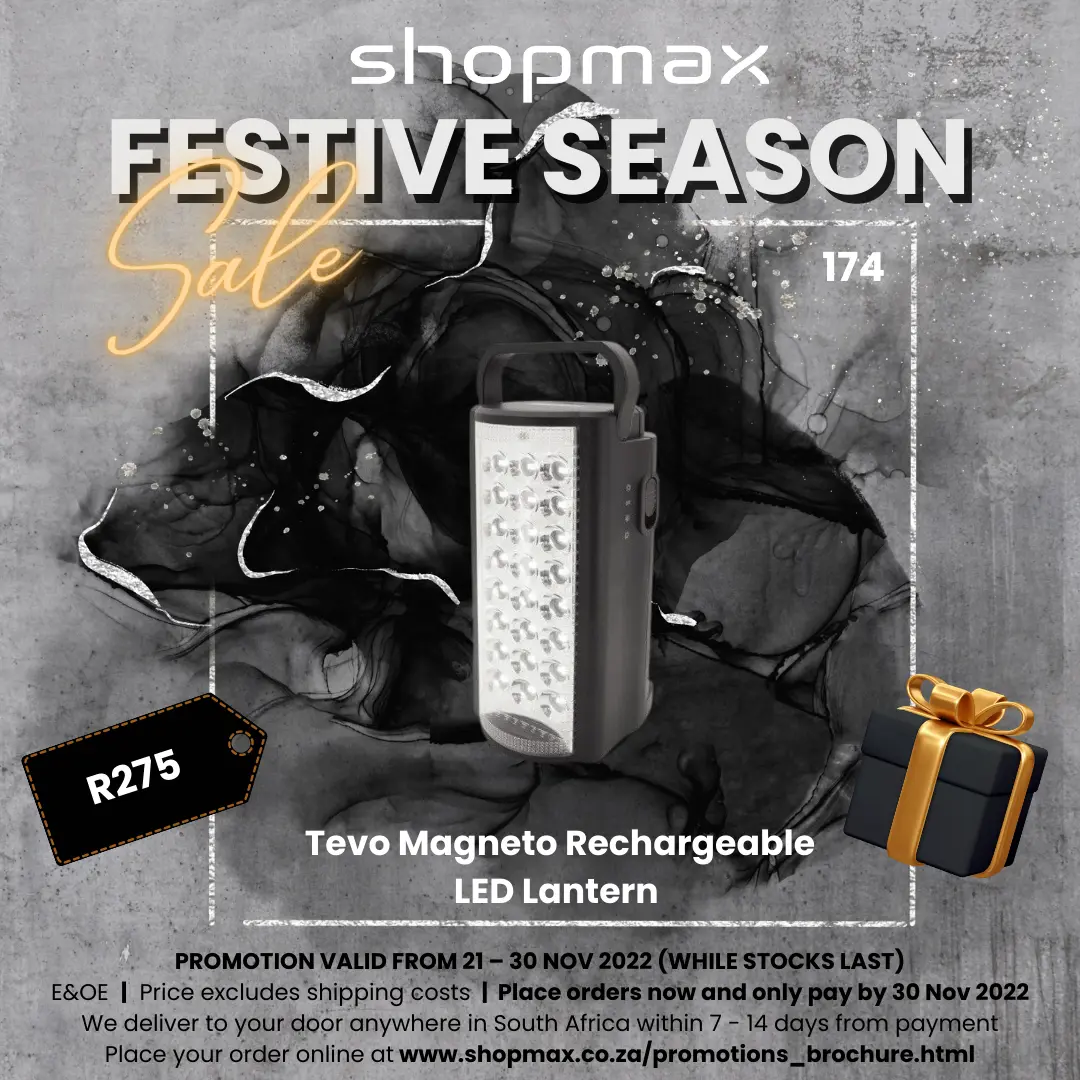 shopmax
FESTIVE SEASON
Sale
174
R275
Tevo Magneto Rechargeable
LED Lantern
PROMOTION VALID FROM 21 – 30 NOV 2022 (WHILE STOCKS LAST)
E&OE | Price excludes shipping costs | Place orders now and only pay by 30 Nov 2022
We deliver to your door anywhere in South Africa within 7 - 14 days from payment
Place your order online at www.shopmax.co.za/promotions_brochure.html